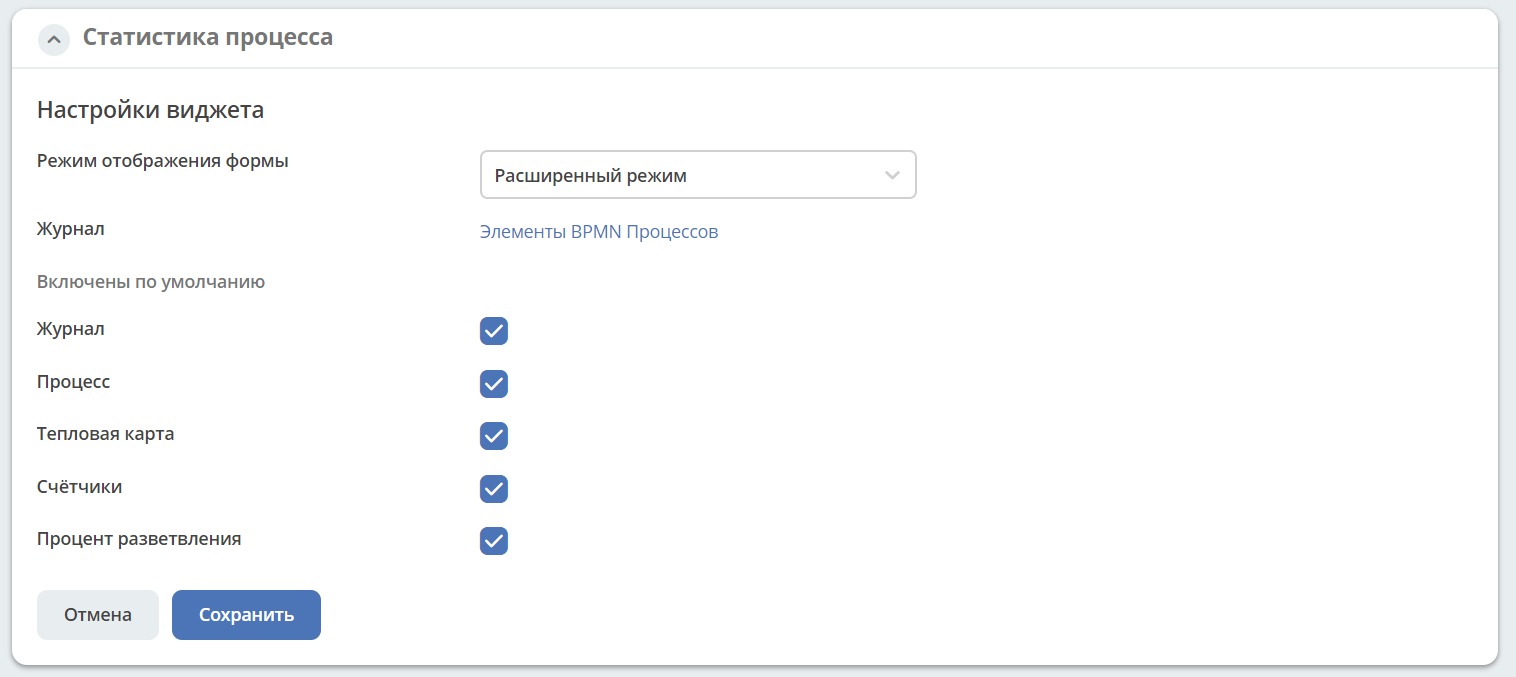 Статистика процесса
Настройки виджета
Режим отображения формы
Расширенный режим
Журнал
Элементы BPMN Процессов
Включены по умолчанию
Журнал
Процесс
Тепловая карта
Счётчики
Процент разветвления
Отмена
Сохранить